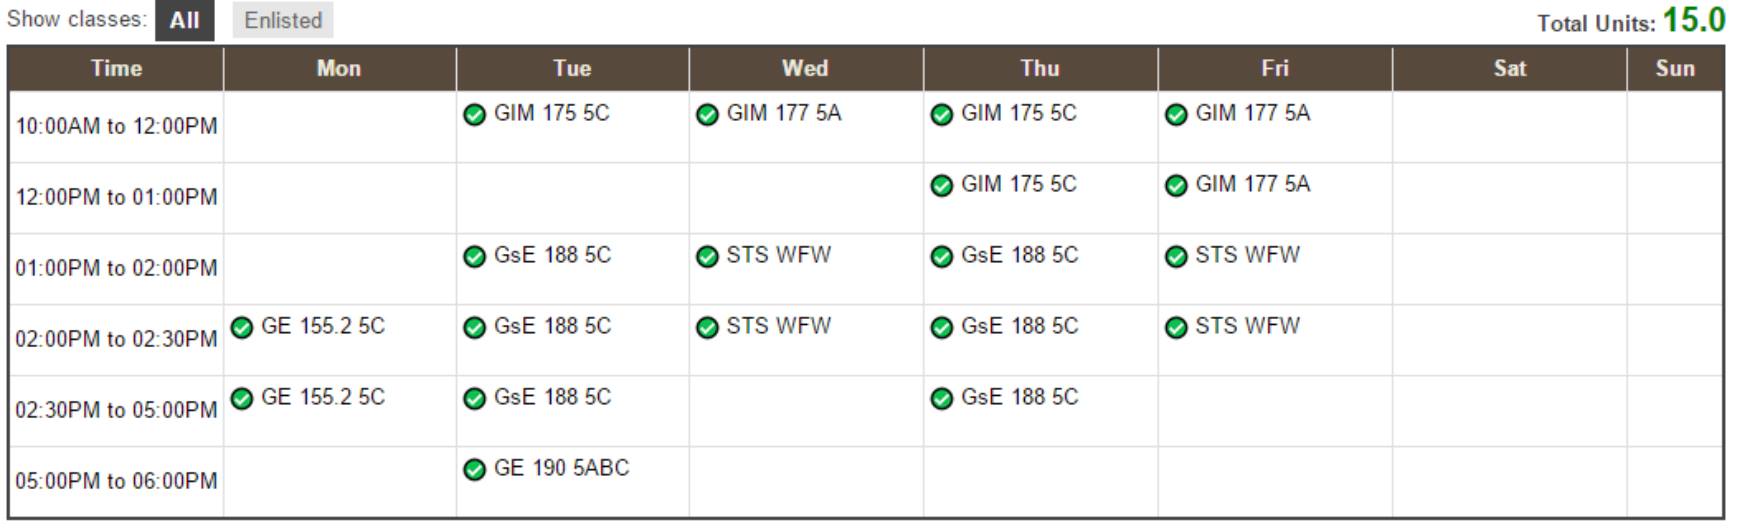 Show classes: All Enlisted Total Units: 15.0
Time Mon Tue Wed Thu Fri Sat Sun
10:00AM to 12:00PM GIM 175 5C GIM 177 5A GIM 175 5C GIM 177 5A
12:00PM to 01:00PM GIM 175 5C GIM 177 5A
01:00PM to 02:00PM GsE 188 5C STS WFW GsE 188 5C STS WFW
02:00PM to 02:30PM GE 155.2 5C GsE 188 5C STS WFW GsE 188 5C STS WFW
02:30PM to 05:00PM GE 155.2 5C GsE 188 5C GsE 188 5C
05:00PM to 06:00PM GE 190 5ABC